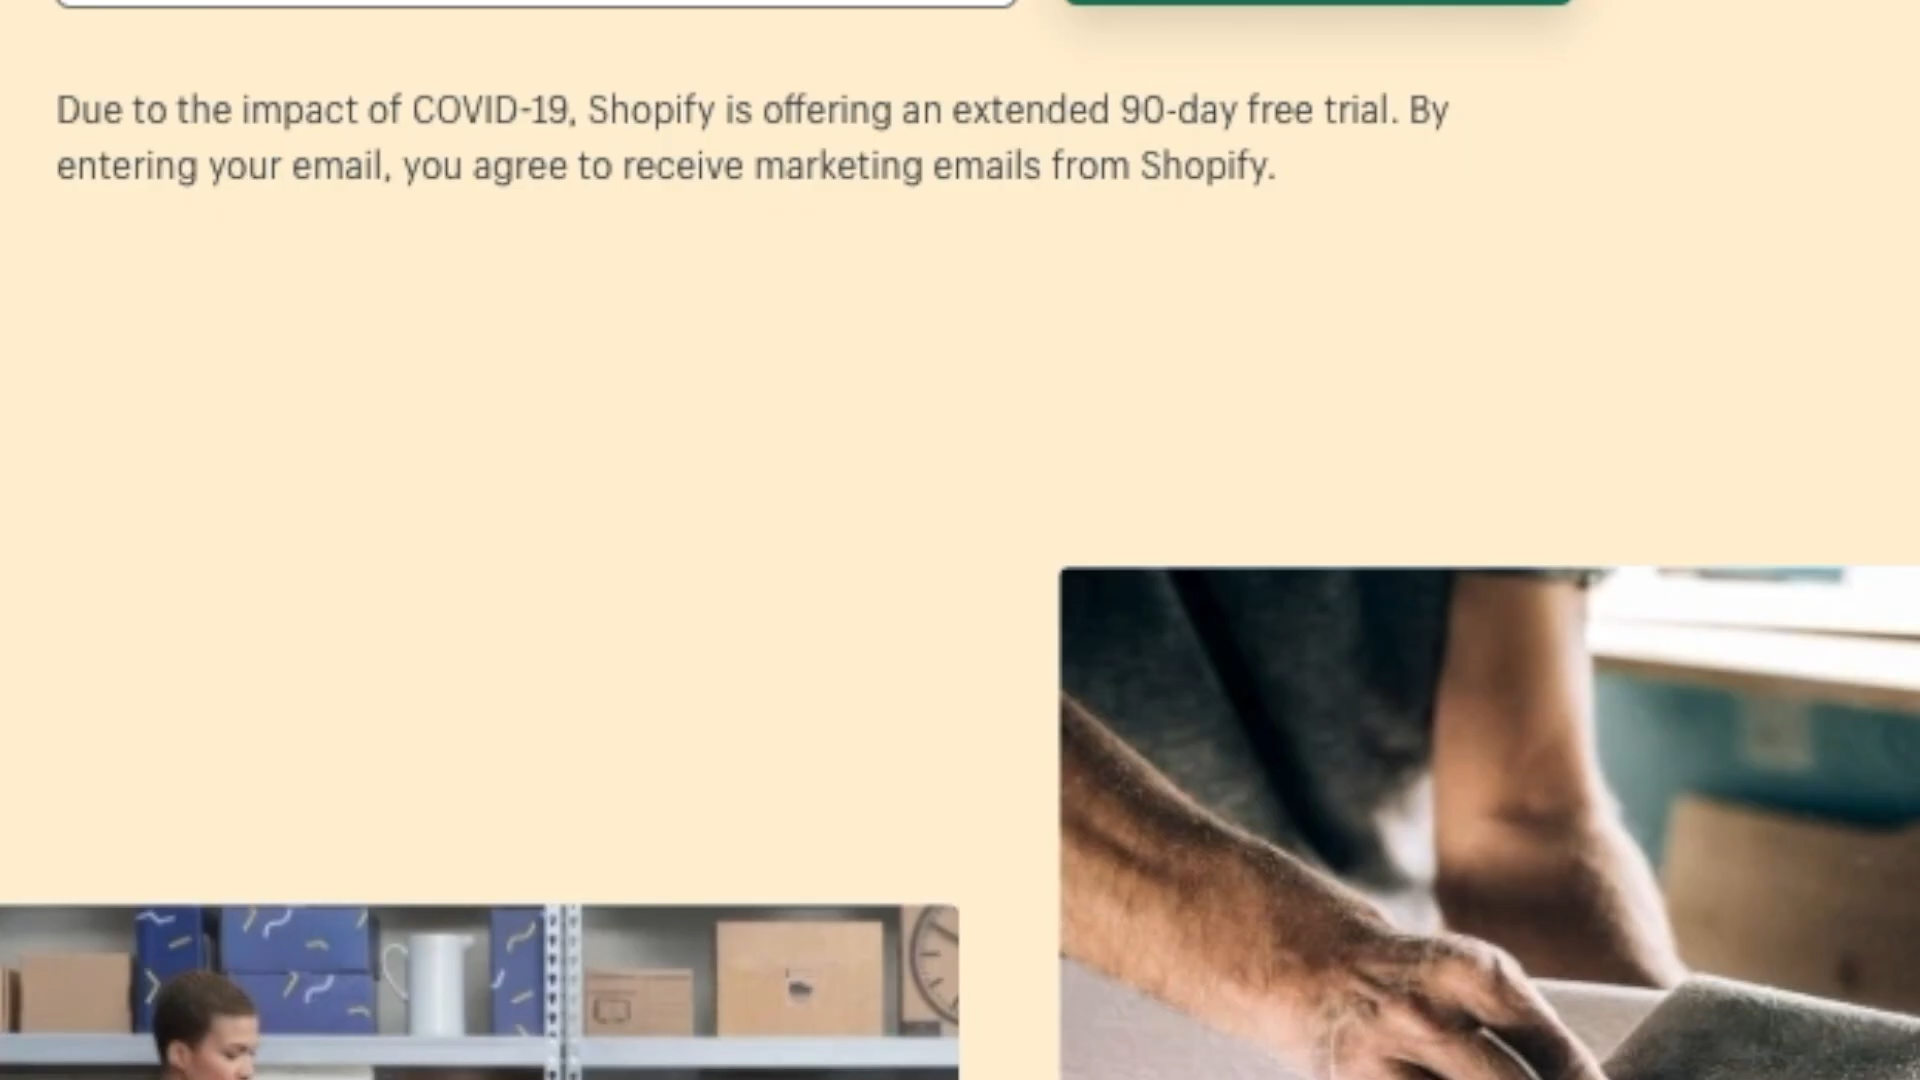 Due to the impact of COVID-19, Shopify is offering an extended 90-day free trial. By
entering your email, you agree to receive marketing emails from Shopify.